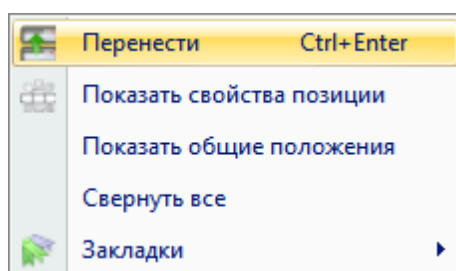 Перенести Ctrl+Enter
Показать свойства позиции
Показать общие положения
Свернуть все
Закладки